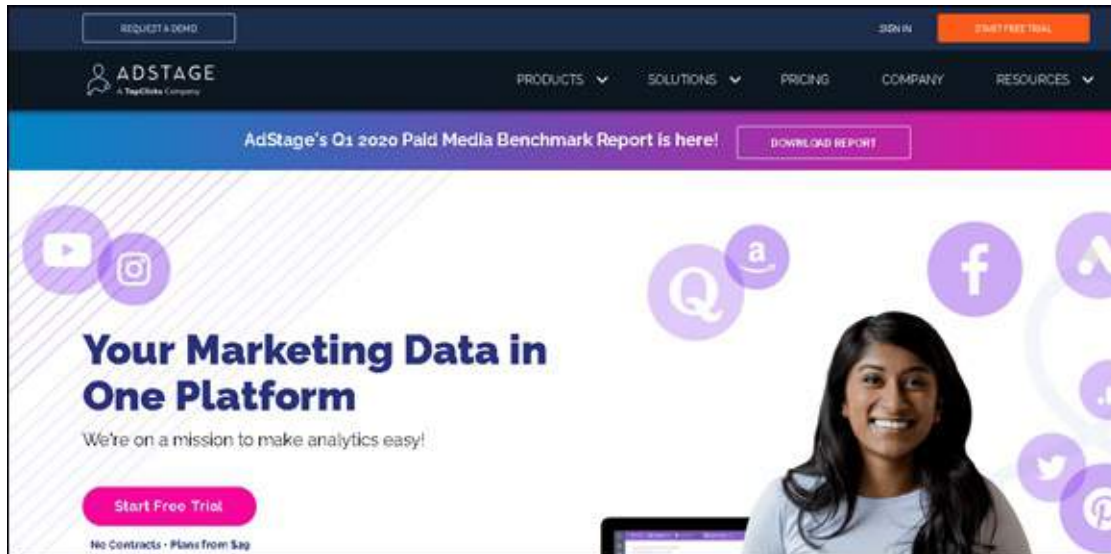 REQUEST A DEMO
SIGN IN
START FREE TRIAL
ADSTAGE
A TapClicks Company
PRODUCTS
SOLUTIONS
PRICING
COMPANY
RESOURCES
AdStage's Q1 2020 Paid Media Benchmark Report is here!
DOWNLOAD REPORT
Q
a
f
Your Marketing Data in
One Platform
We're on a mission to make analytics easy!
Start Free Trial
No Contracts • Plans from